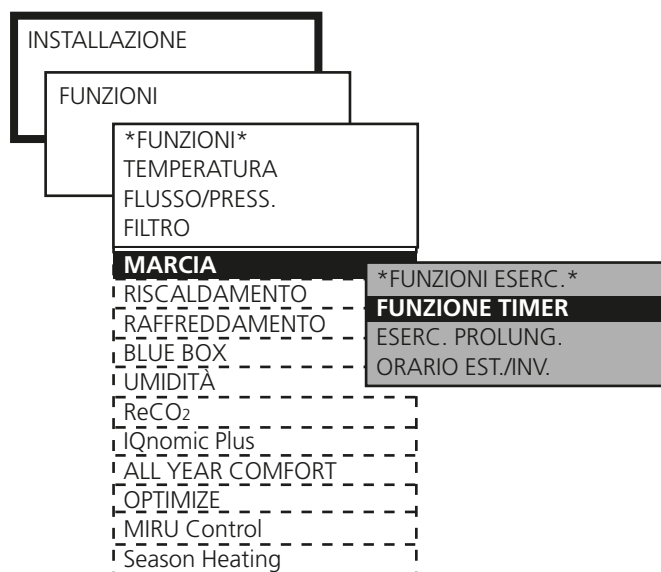 INSTALLAZIONE
FUNZIONI
*FUNZIONI*
TEMPERATURA
FLUSSO/PRESS.
FILTRO
MARCIA
RISCALDAMENTO
RAFFREDDAMENTO
BLUE BOX
UMIDITÀ
ReCO2
IQnomic Plus
ALL YEAR COMFORT
OPTIMIZE
MIRU Control
Season Heating
*FUNZIONI ESERC.*
FUNZIONE TIMER
ESERC. PROLUNG.
ORARIO EST./INV.